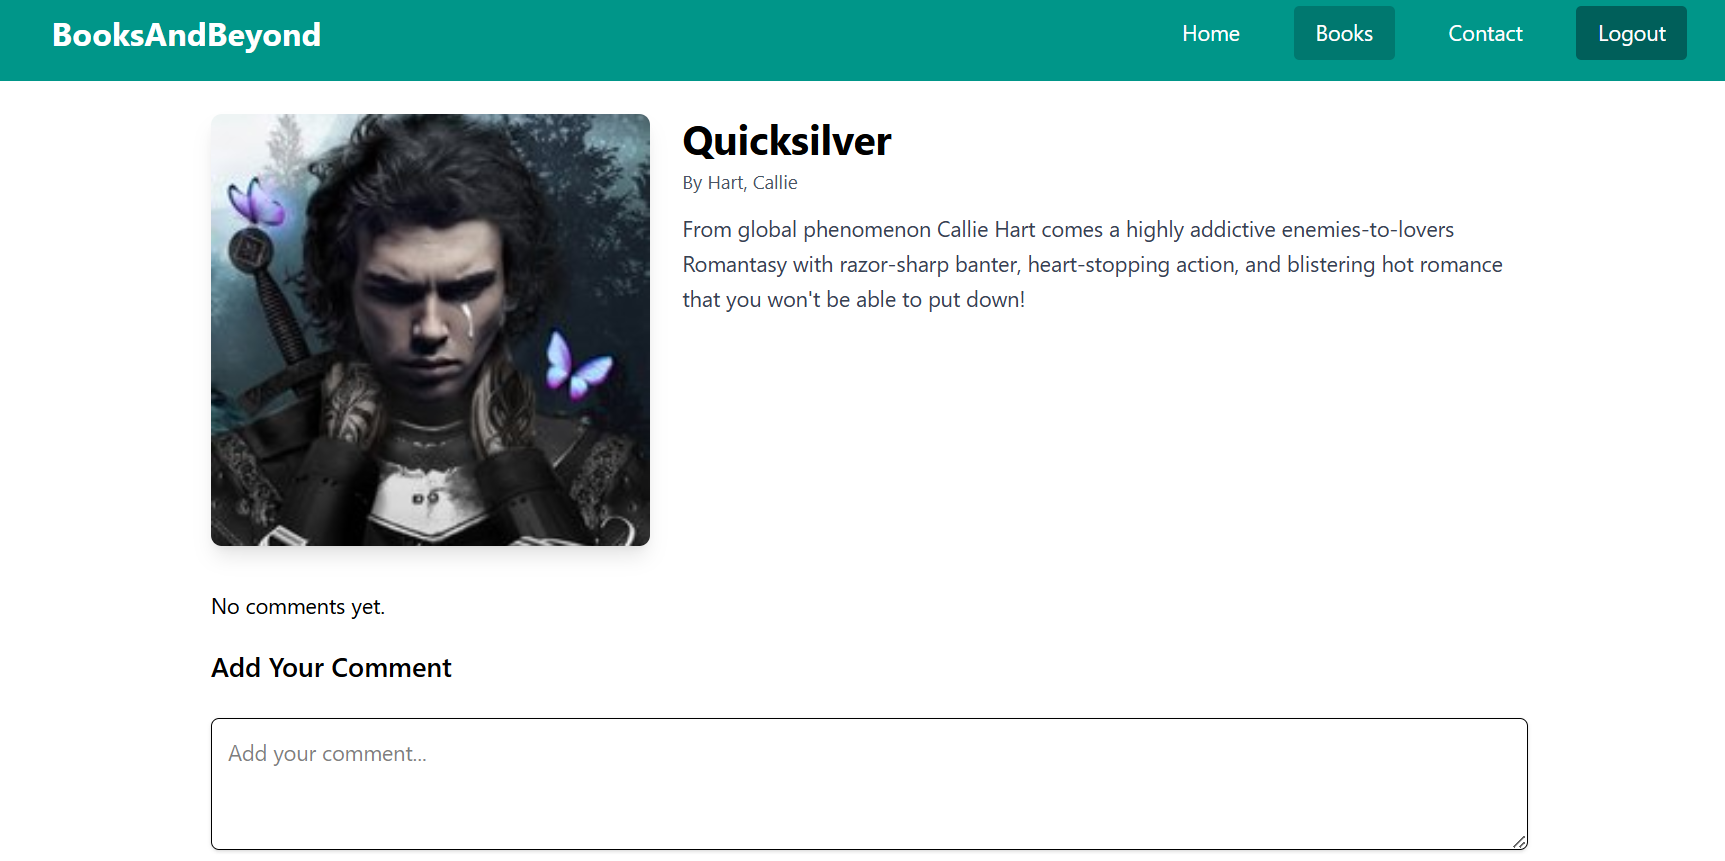 BooksAndBeyond
Home
Books
Contact
Logout
Quicksilver
By Hart, Callie
From global phenomenon Callie Hart comes a highly addictive enemies-to-lovers
Romantasy with razor-sharp banter, heart-stopping action, and blistering hot romance
that you won't be able to put down!
No comments yet.
Add Your Comment
Add your comment...